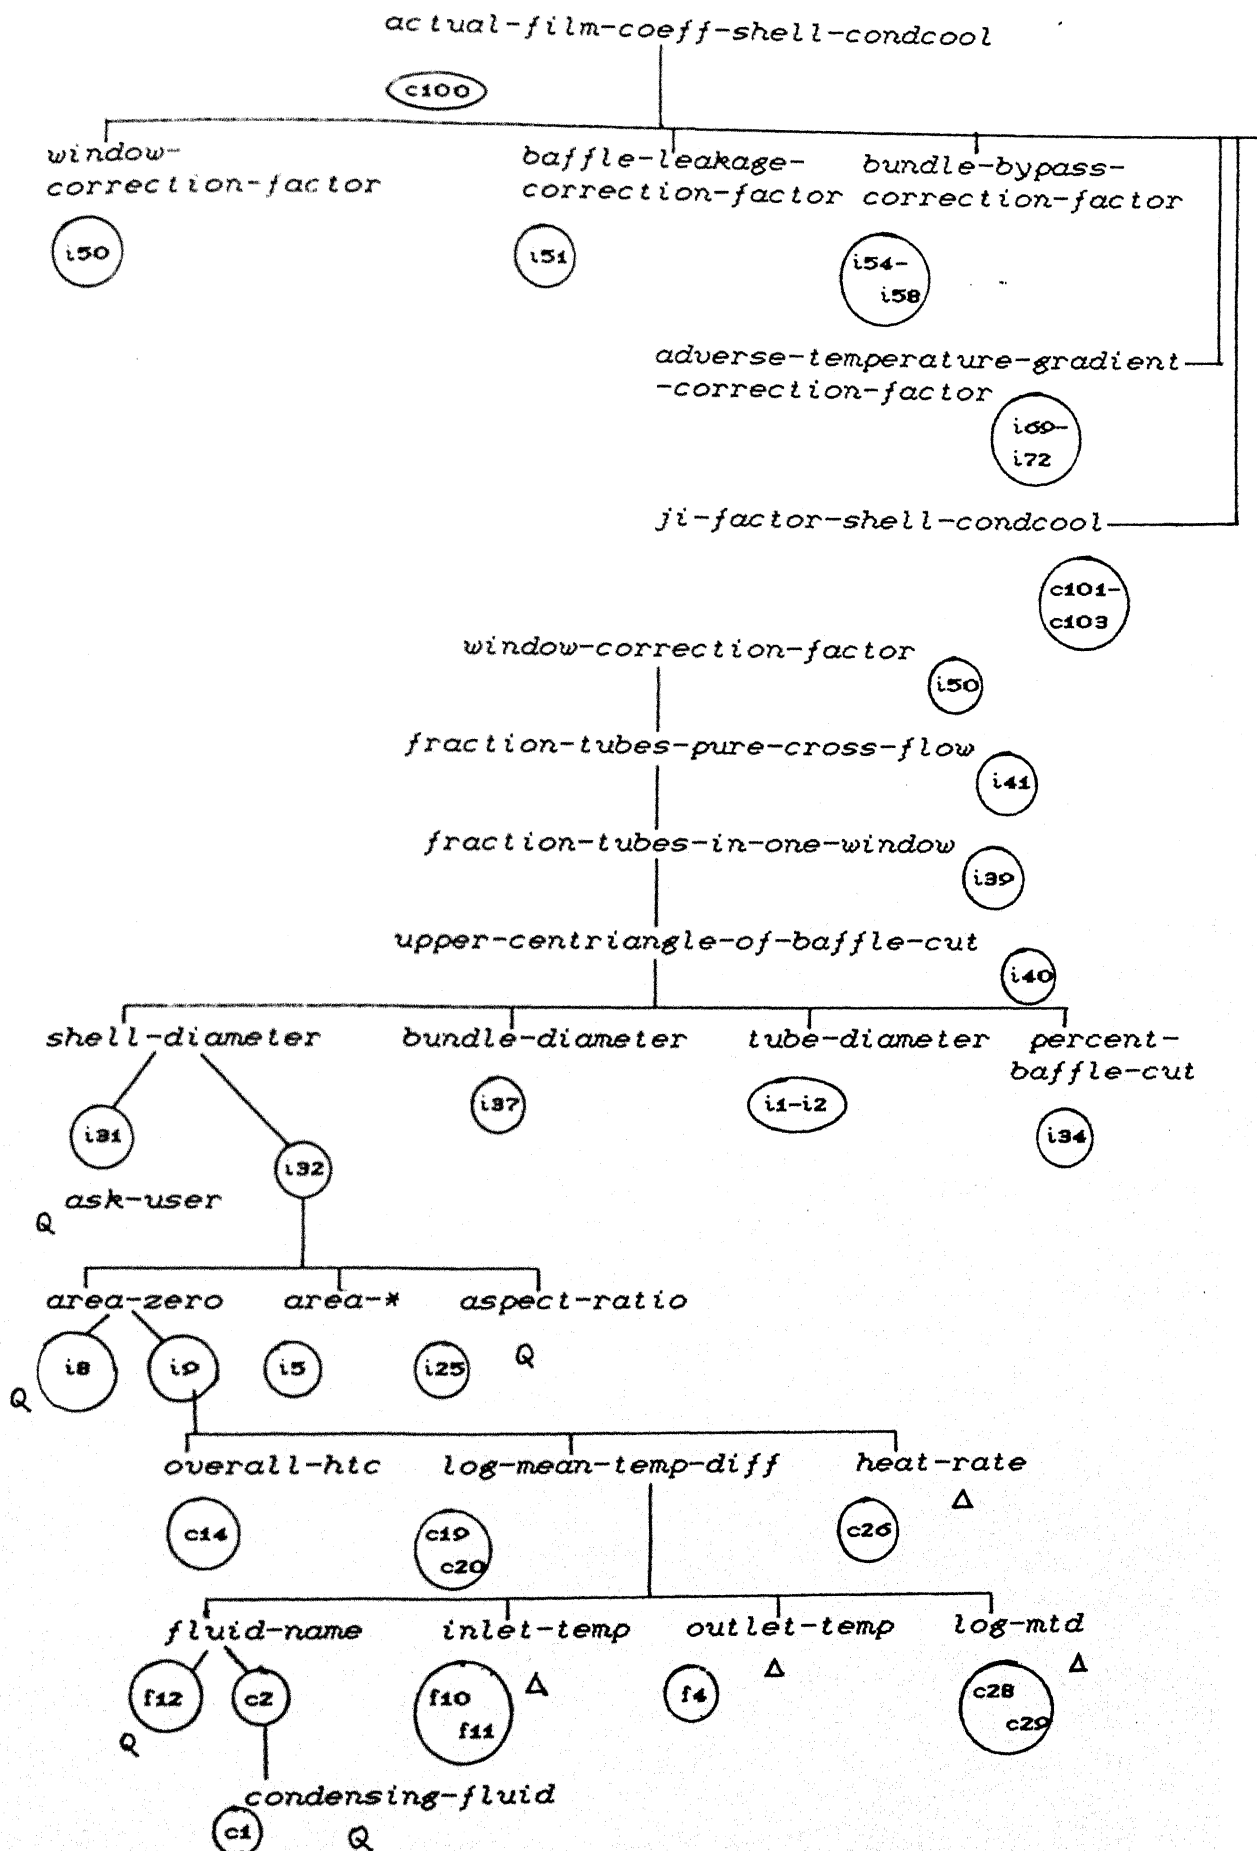 actual-film-coeff-shell-condcool
c100
window-
correction-factor
baffle-leakage-
correction-factor
bundle-bypass-
correction-factor
i50
i51
i54-
i58
adverse-temperature-gradient
-correction-factor
i69-
i72
ji-factor-shell-condcool
c101-
c103
window-correction-factor
i50
fraction-tubes-pure-cross-flow
i41
fraction-tubes-in-one-window
i39
upper-centriangle-of-baffle-cut
i40
shell-diameter
bundle-diameter
tube-diameter
percent-
baffle-cut
i31
i32
i37
i1-i2
i34
ask-user
Q
area-zero
area-*
aspect-ratio
i8
i9
i5
i25
Q
Q
overall-htc
log-mean-temp-diff
heat-rate
Δ
c14
c19
c20
c26
fluid-name
inlet-temp
outlet-temp
log-mtd
f12
c2
f10
f11
Δ
f4
Δ
c28
c29
Δ
Q
condensing-fluid
c1
Q